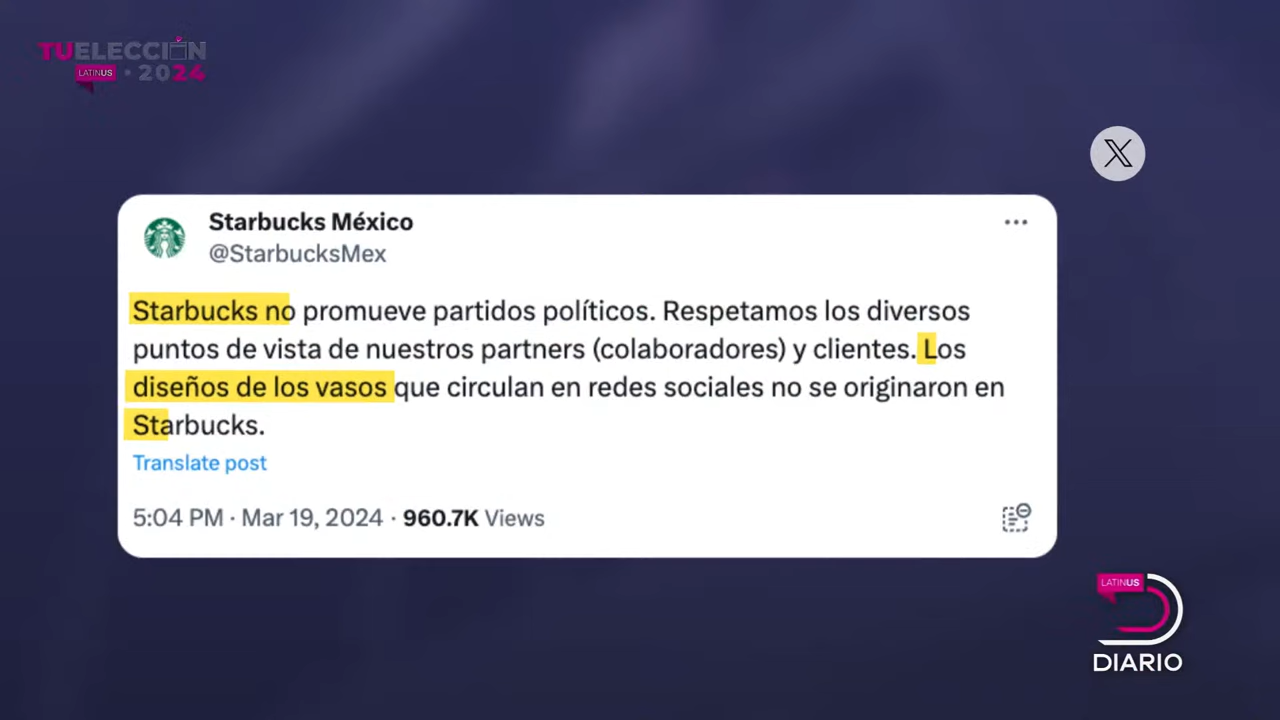 TUELECCIÓN
LATINUS • 2024
Starbucks México
@StarbucksMex
Starbucks no promueve partidos políticos. Respetamos los diversos
puntos de vista de nuestros partners (colaboradores) y clientes. Los
diseños de los vasos que circulan en redes sociales no se originaron en
Starbucks.
Translate post
5:04 PM · Mar 19, 2024 · 960.7K Views
LATINUS
DIARIO